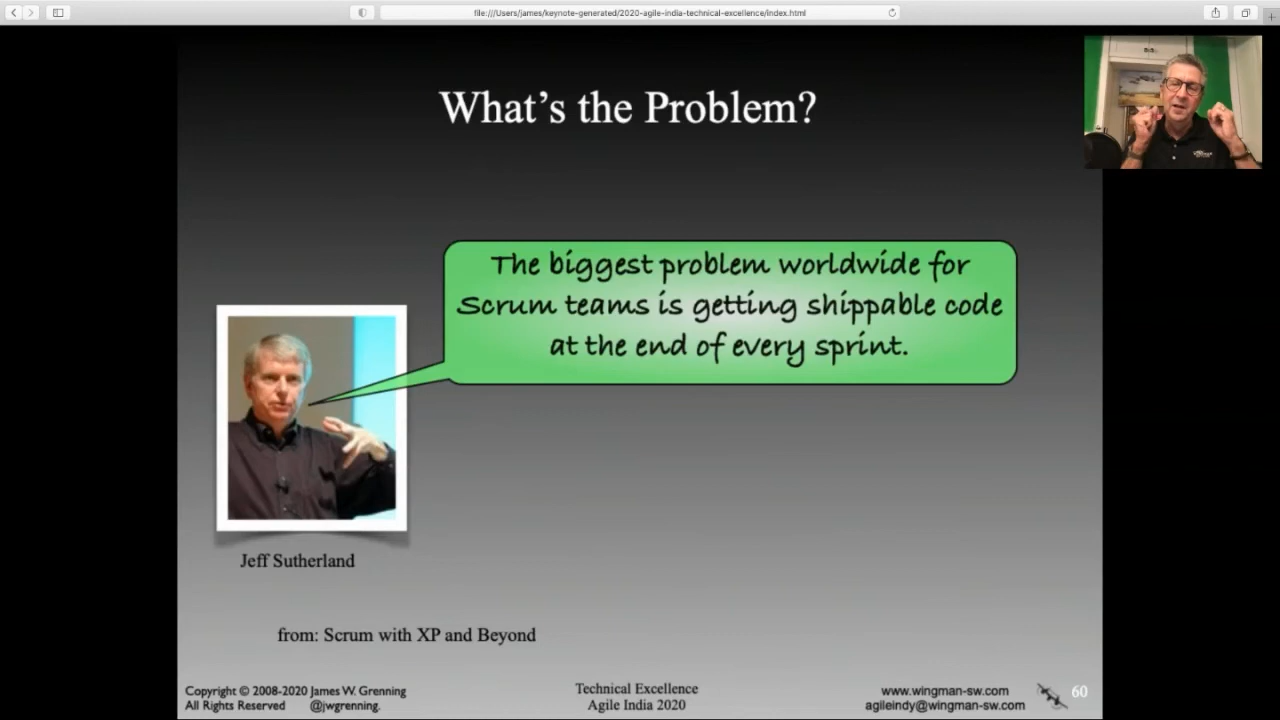 file:///Users/james/keynote-generated/2020-agile-india-technical-excellence/index.html
What's the Problem?
The biggest problem worldwide for
Scrum teams is getting shippable code
at the end of every sprint.
Jeff Sutherland
from: Scrum with XP and Beyond
Copyright © 2008-2020 James W. Grenning
All Rights Reserved @jwgrenning.
Technical Excellence
Agile India 2020
www.wingman-sw.com
agileindy@wingman-sw.com
60